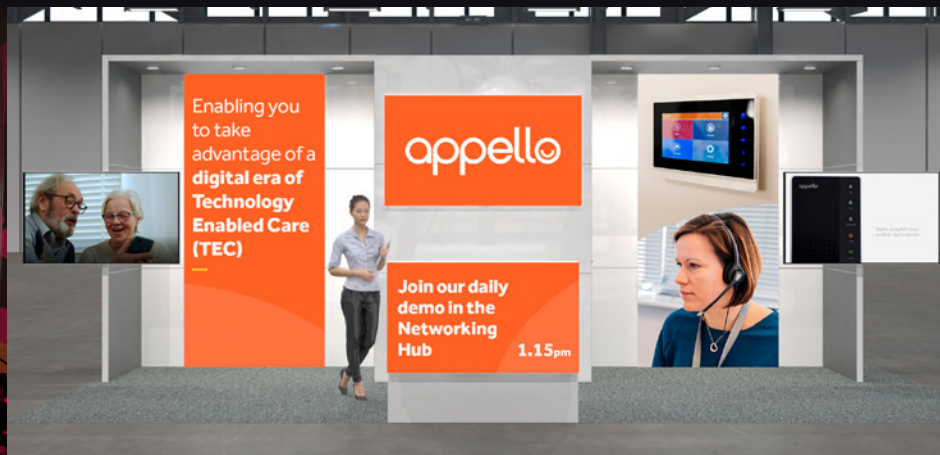 Enabling you
to take
advantage of a
digital era of
Technology
Enabled Care
(TEC)
appello
Join our daily
demo in the
Networking
Hub
1.15pm
appello